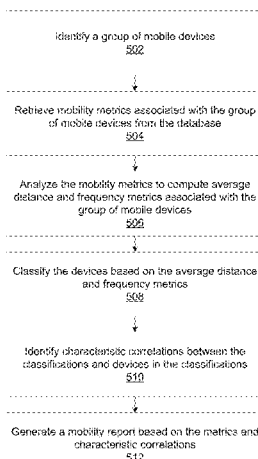 Identify a group of mobile devices
502
Retrieve mobility metrics associated with the group
of mobile devices from the database
504
Analyze the mobility metrics to compute average
distance and frequency metrics associated with the
group of mobile devices
506
Classify the devices based on the average distance
and frequency metrics
508
Identify characteristic correlations between the
classifications and devices in the classifications
510
Generate a mobility report based on the metrics and
characteristic correlations
512